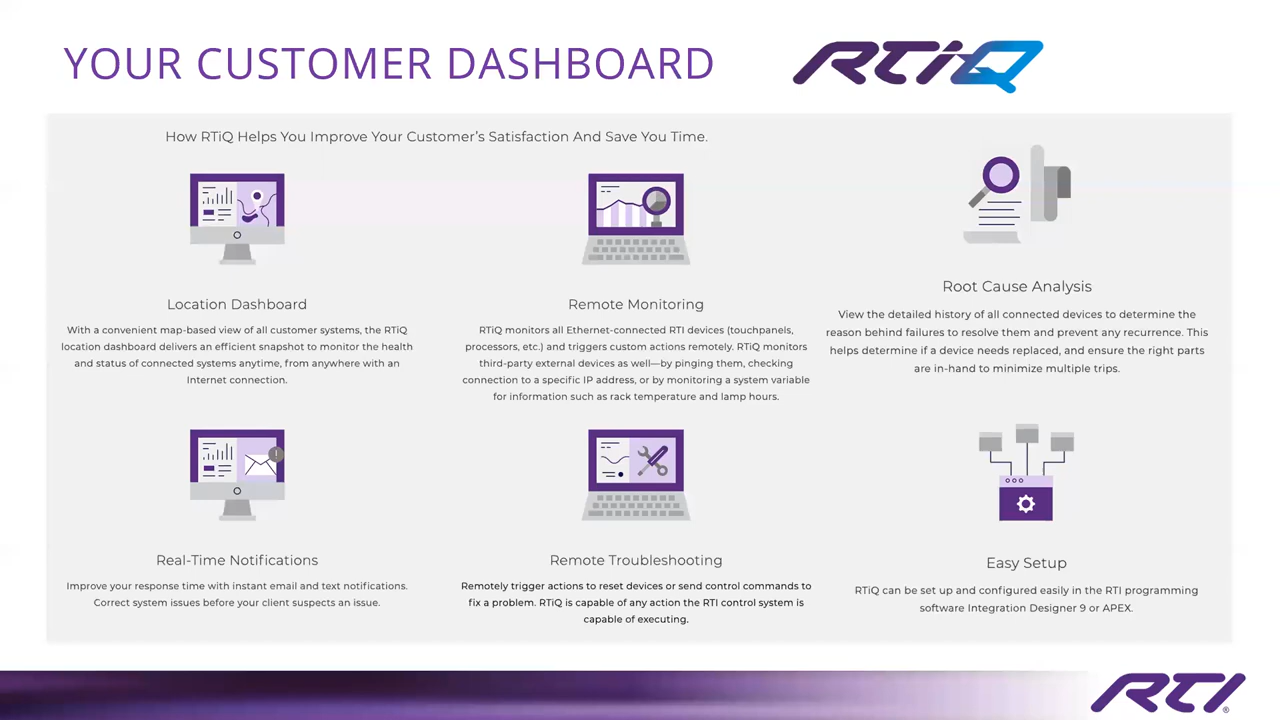 YOUR CUSTOMER DASHBOARD
RTiQ
How RTiQ Helps You Improve Your Customer's Satisfaction And Save You Time.
Location Dashboard
With a convenient map-based view of all customer systems, the RTiQ
location dashboard delivers an efficient snapshot to monitor the health
and status of connected systems anytime, from anywhere with an
Internet connection.
Remote Monitoring
RTiQ monitors all Ethernet-connected RTI devices (touchpanels,
processors, etc.) and triggers custom actions remotely. RTiQ monitors
third-party external devices as well—by pinging them, checking
connection to a specific IP address, or by monitoring a system variable
for information such as rack temperature and lamp hours.
Root Cause Analysis
View the detailed history of all connected devices to determine the
reason behind failures to resolve them and prevent any recurrence. This
helps determine if a device needs replaced, and ensure the right parts
are in-hand to minimize multiple trips.
Real-Time Notifications
Improve your response time with instant email and text notifications.
Correct system issues before your client suspects an issue.
Remote Troubleshooting
Remotely trigger actions to reset devices or send control commands to
fix a problem. RTiQ is capable of any action the RTI control system is
capable of executing.
Easy Setup
RTiQ can be set up and configured easily in the RTI programming
software Integration Designer 9 or APEX.
RTI®